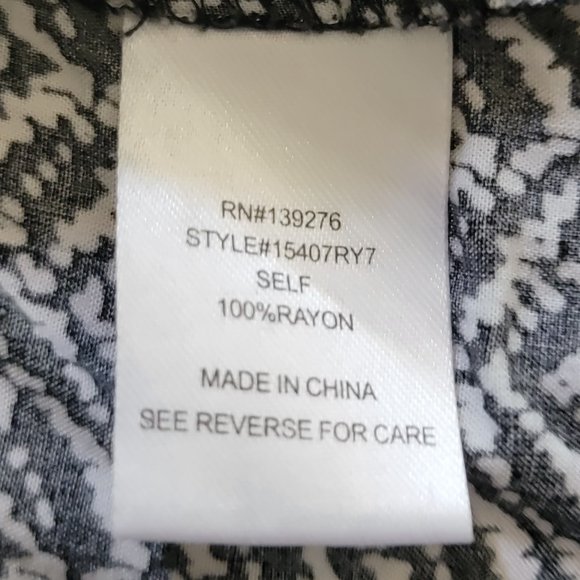 RN#139276
STYLE#15407RY7
SELF
100%RAYON
MADE IN CHINA
SEE REVERSE FOR CARE